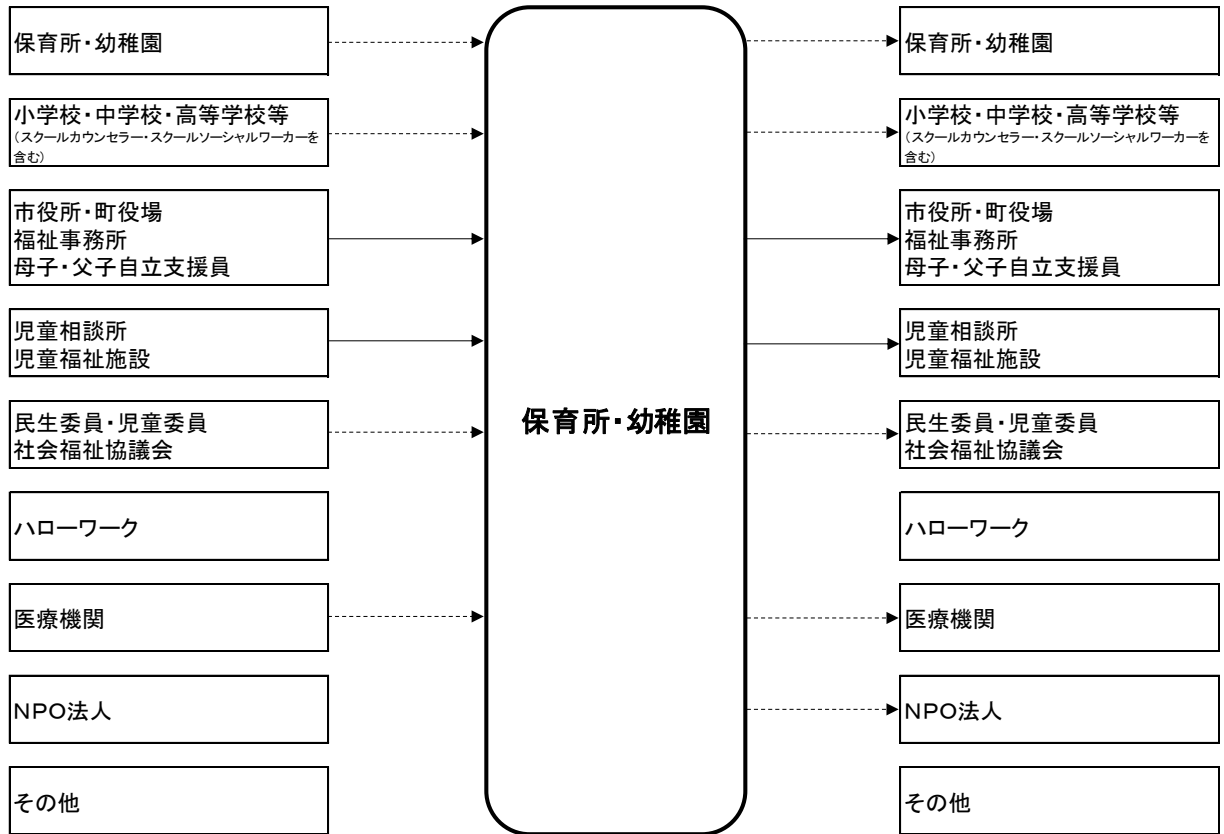 保育所・幼稚園
小学校・中学校・高等学校等
（スクールカウンセラー・スクールソーシャルワーカーを
含む）
市役所・町役場
福祉事務所
母子・父子自立支援員
児童相談所
児童福祉施設
民生委員・児童委員
社会福祉協議会
ハローワーク
医療機関
NPO法人
その他
保育所・幼稚園
保育所・幼稚園
小学校・中学校・高等学校等
（スクールカウンセラー・スクールソーシャルワーカーを
含む）
市役所・町役場
福祉事務所
母子・父子自立支援員
児童相談所
児童福祉施設
民生委員・児童委員
社会福祉協議会
ハローワーク
医療機関
NPO法人
その他